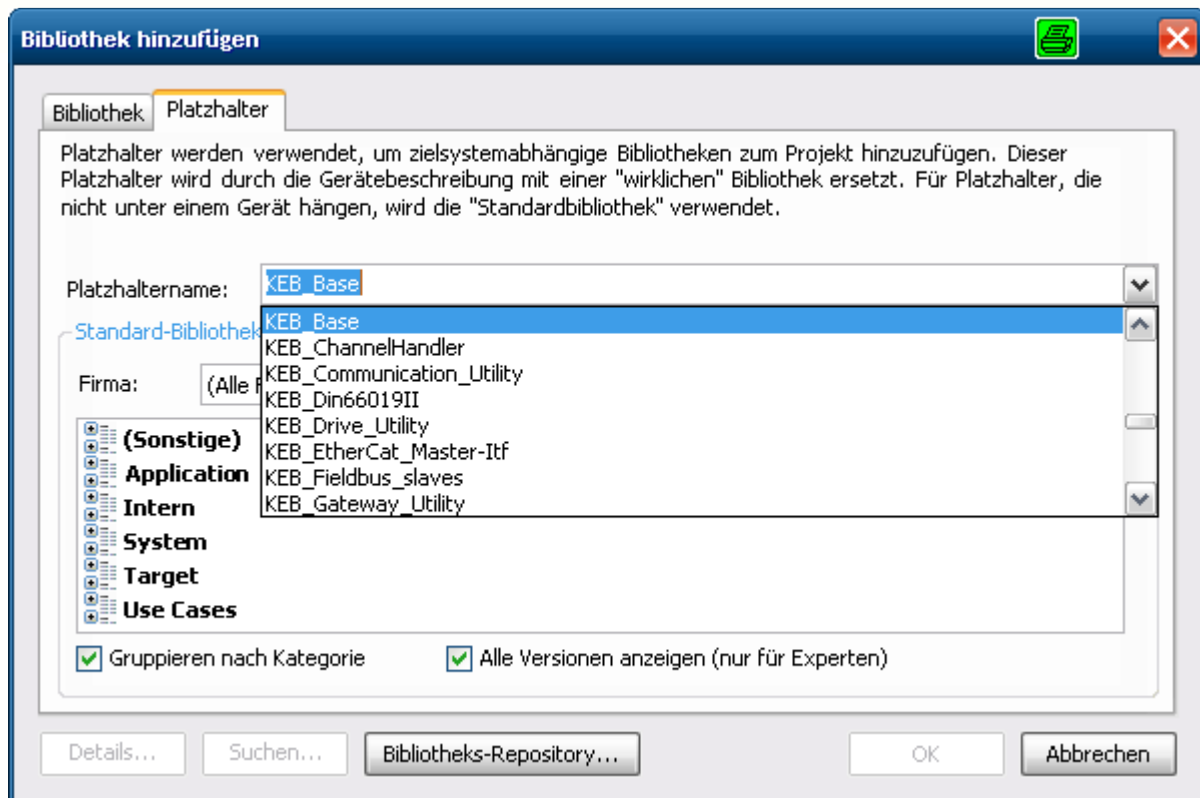 Bibliothek hinzufügen
Bibliothek
Platzhalter
Platzhalter werden verwendet, um zielsystemabhängige Bibliotheken zum Projekt hinzuzufügen. Dieser
Platzhalter wird durch die Gerätebeschreibung mit einer "wirklichen" Bibliothek ersetzt. Für Platzhalter, die
nicht unter einem Gerät hängen, wird die "Standardbibliothek" verwendet.
Platzhaltername:
KEB_Base
KEB_Base
KEB_ChannelHandler
KEB_Communication_Utility
KEB_Din66019II
KEB_Drive_Utility
KEB_EtherCat_Master-Itf
KEB_Fieldbus_slaves
KEB_Gateway_Utility
Standard-Bibliothek
Firma:
(Alle
(Sonstige)
Application
Intern
System
Target
Use Cases
Gruppieren nach Kategorie
Alle Versionen anzeigen (nur für Experten)
Details...
Suchen...
Bibliotheks-Repository...
OK
Abbrechen